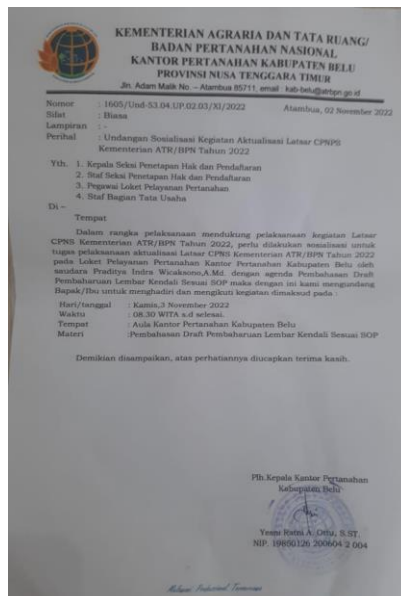 KEMENTERIAN AGRARIA DAN TATA RUANG/
BADAN PERTANAHAN NASIONAL
KANTOR PERTANAHAN KABUPATEN BELU
PROVINSI NUSA TENGGARA TIMUR
Jln. Adam Malik No. – Atambua 85711, email kab-belu@atrbpn.go.id
Nomor : 1605/Und-53.04.UP.02.03/XI/2022 Atambua, 02 November 2022
Sifat : Biasa
Lampiran : -
Perihal : Undangan Sosialisasi Kegiatan Aktualisasi Latsar CPNPS
Kementerian ATR/BPN Tahun 2022
Yth. 1. Kepala Seksi Penetapan Hak dan Pendaftaran
2. Staf Seksi Penetapan Hak dan Pendaftaran
3. Pegawai Loket Pelayanan Pertanahan
4. Staf Bagian Tata Usaha
Di –
Tempat
Dalam rangka pelaksanaan mendukung pelaksanaan kegiatan Latsar
CPNS Kementerian ATR/BPN Tahun 2022, perlu dilakukan sosialisasi untuk
tugas pelaksanaan aktualisasi Latsar CPNS Kementerian ATR/BPN Tahun 2022
pada Loket Pelayanan Pertanahan Kantor Pertanahan Kabupaten Belu oleh
saudara Praditya Indra Wicaksono,A.Md. dengan agenda Pembahasan Draft
Pembaharuan Lembar Kendali Sesuai SOP maka dengan ini kami mengundang
Bapak/Ibu untuk menghadiri dan mengikuti kegiatan dimaksud pada :
Hari/tanggal : Kamis,3 November 2022
Waktu : 08.30 WITA s.d selesai.
Tempat : Aula Kantor Pertanahan Kabupaten Belu
Materi :Pembahasan Draft Pembaharuan Lembar Kendali Sesuai SOP
Demikian disampaikan, atas perhatiannya diucapkan terima kasih.
Plh.Kepala Kantor Pertanahan
Kabupaten Belu
A. Ottu, S.ST.
NIP. 19850126 200604 2 004
Melayani, Profesional, Terpercaya